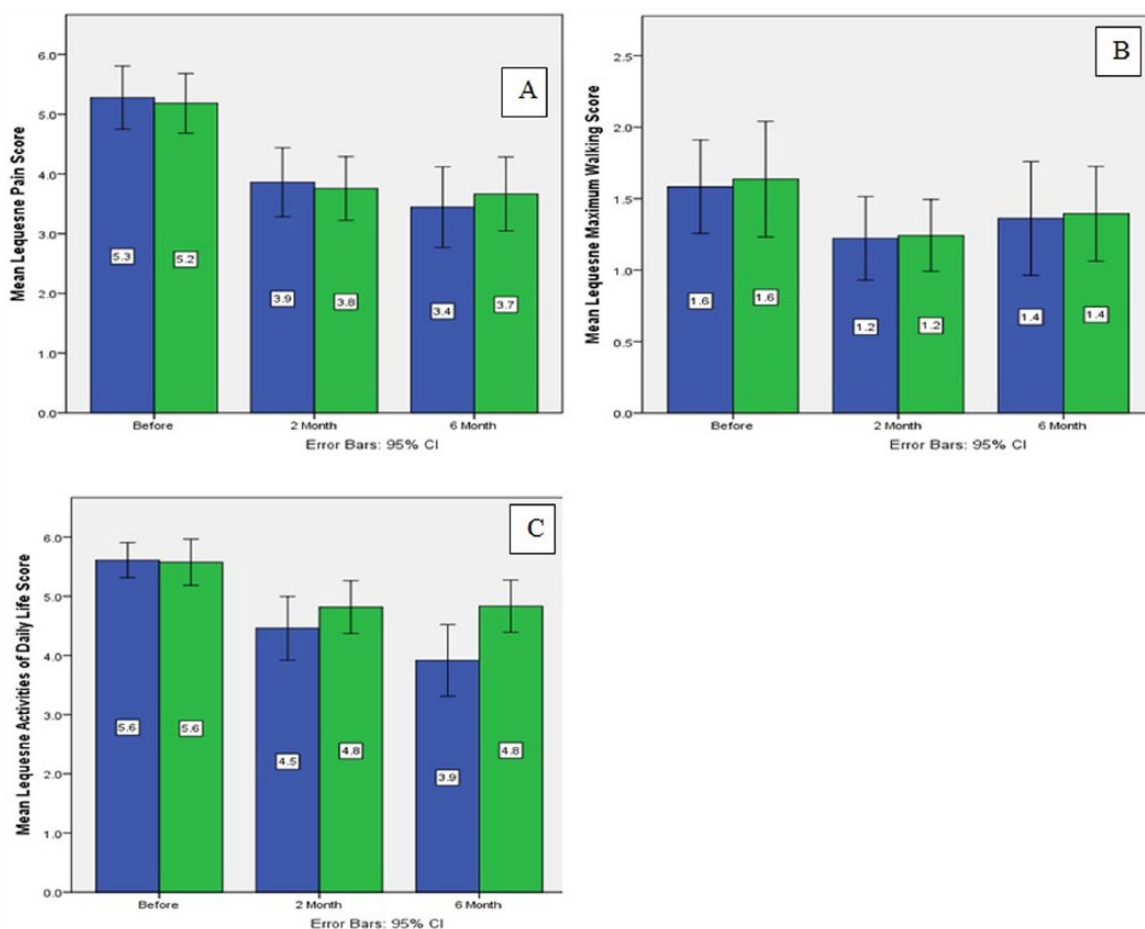 A
Mean Lequesne Pain Score
6.0
5.0
4.0
3.0
2.0
1.0
0.0
5.3
5.2
3.9
3.8
3.4
3.7
Before
2 Month
6 Month
Error Bars: 95% CI
B
Mean Lequesne Maximum Walking Score
2.5
2.0
1.5
1.0
0.5
0.0
1.6
1.6
1.2
1.2
1.4
1.4
Before
2 Month
6 Month
Error Bars: 95% CI
C
Mean Lequesne Activities of Daily Life Score
6.0
5.0
4.0
3.0
2.0
1.0
0.0
5.6
5.6
4.5
4.8
3.9
4.8
Before
2 Month
6 Month
Error Bars: 95% CI